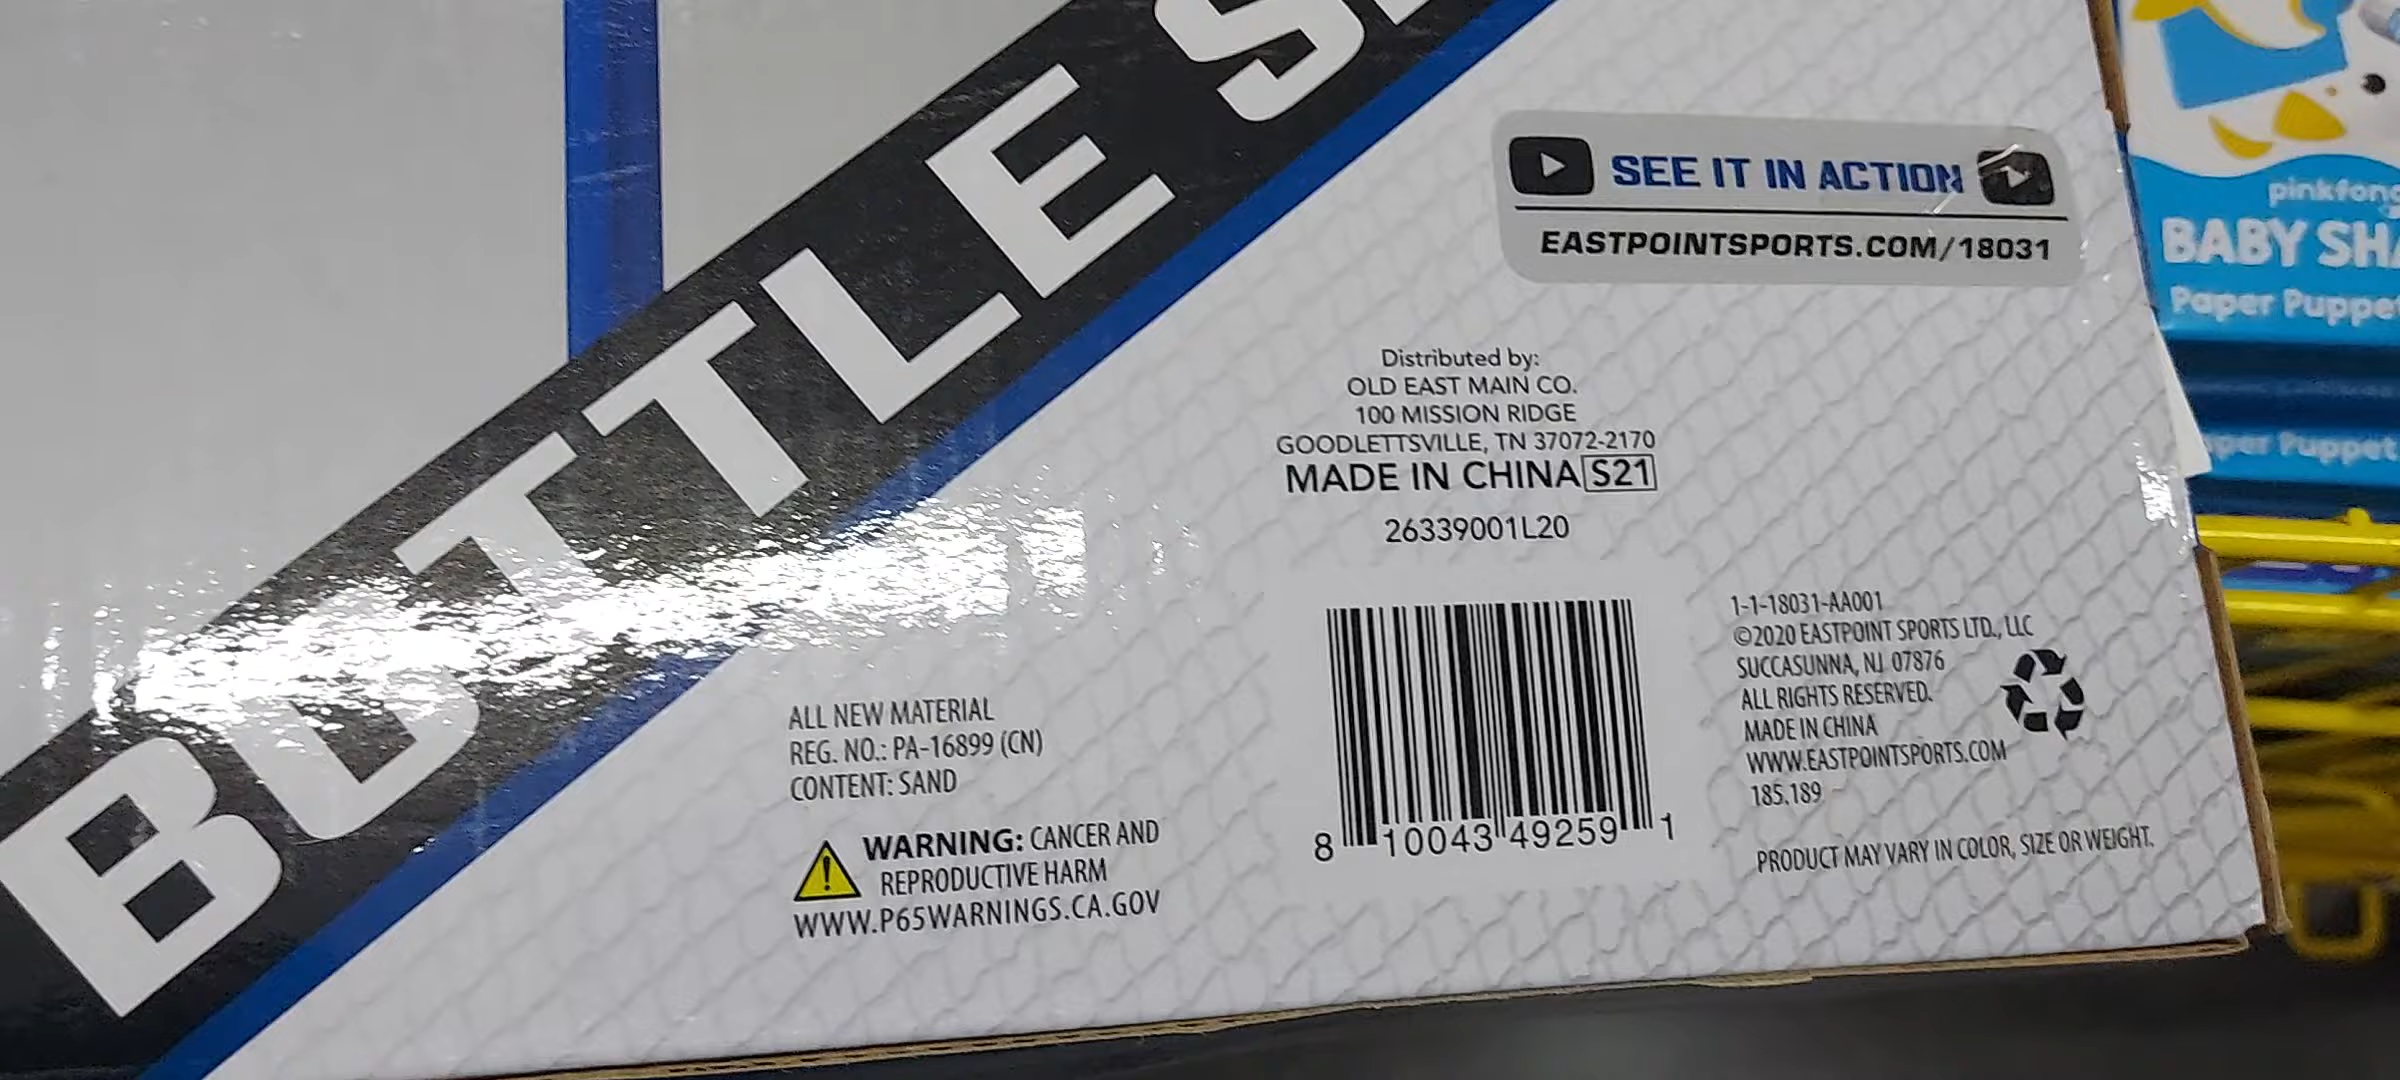 BOTTLE S
SEE IT IN ACTION
EASTPOINTSPORTS.COM/18031
Distributed by:
OLD EAST MAIN CO.
100 MISSION RIDGE
GOODLETTSVILLE, TN 37072-2170
MADE IN CHINA S21
26339001L20
8 10043 49259 1
ALL NEW MATERIAL
REG. NO.: PA-16899 (CN)
CONTENT: SAND
WARNING: CANCER AND
REPRODUCTIVE HARM
WWW.P65WARNINGS.CA.GOV
1-1-18031-AA001
©2020 EASTPOINT SPORTS LTD., LLC
SUCCASUNNA, NJ 07876
ALL RIGHTS RESERVED.
MADE IN CHINA
WWW.EASTPOINTSPORTS.COM
185.189
PRODUCT MAY VARY IN COLOR, SIZE OR WEIGHT.
pinkfong
BABY SHA
Paper Puppe
per Puppet